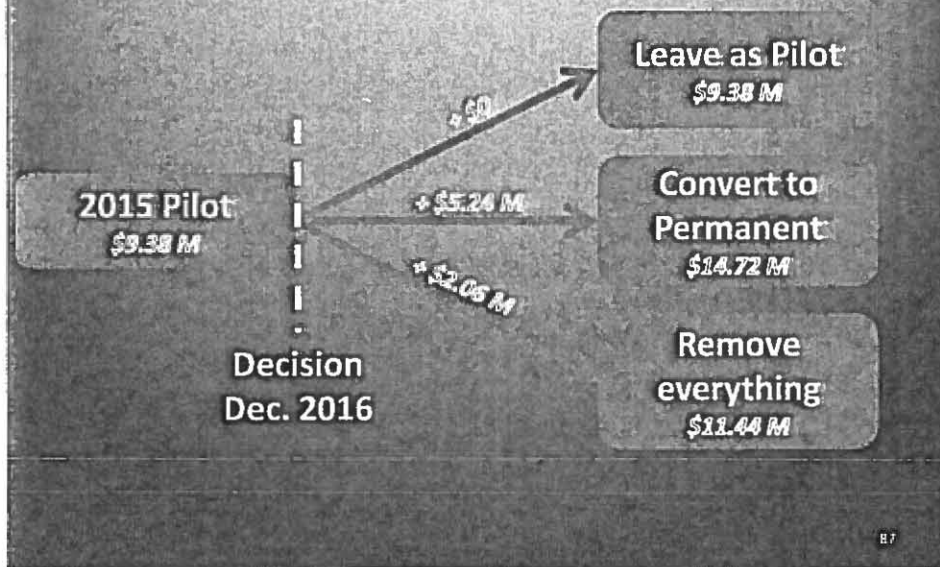 Leave as Pilot
$9.38 M
+ $0
2015 Pilot
$9.38 M
+ $5.24 M
Convert to
Permanent
$14.72 M
+ $2.06 M
Decision
Dec. 2016
Remove
everything
$11.44 M
87